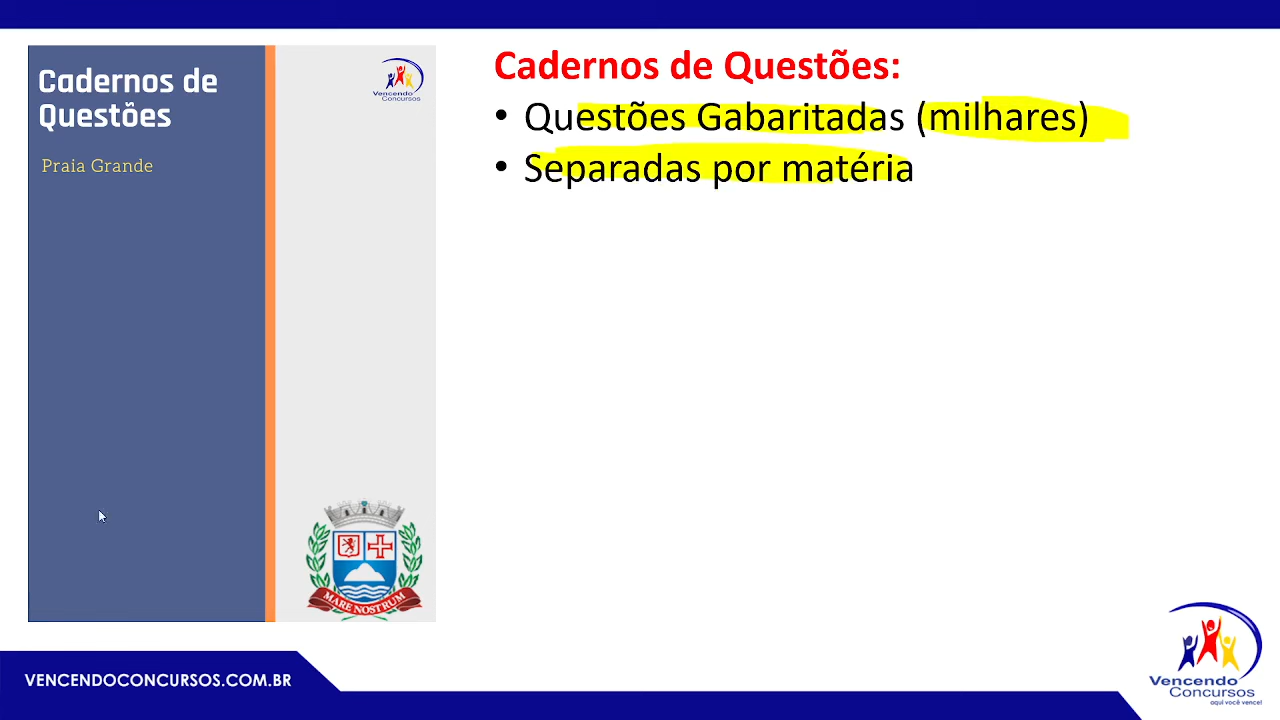 Cadernos de
Questões
Praia Grande
Vencendo
Concursos
MARE NOSTRUM
Cadernos de Questões:
• Questões Gabaritadas (milhares)
• Separadas por matéria
VENCENDOCONCURSOS.COM.BR
Vencendo
Concursos
aqui você vence!